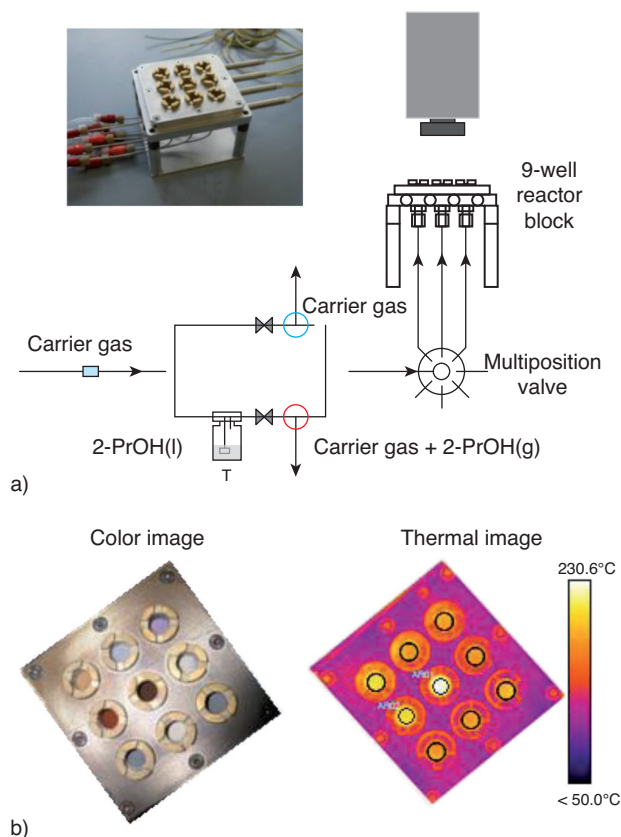 a)
9-well
reactor
block
Carrier gas
Carrier gas
Multiposition
valve
2-PrOH(l)
T
Carrier gas + 2-PrOH(g)
b)
Color image
Thermal image
230.6°C
AR01
AR02
< 50.0°C